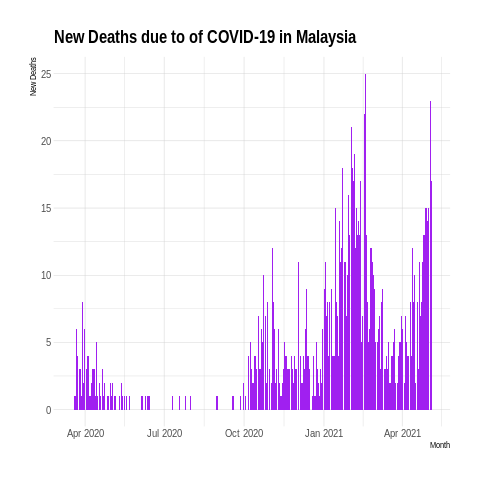 New Deaths due to of COVID-19 in Malaysia
New Deaths
25
20
15
10
5
0
Apr 2020 Jul 2020 Oct 2020 Jan 2021 Apr 2021
Month